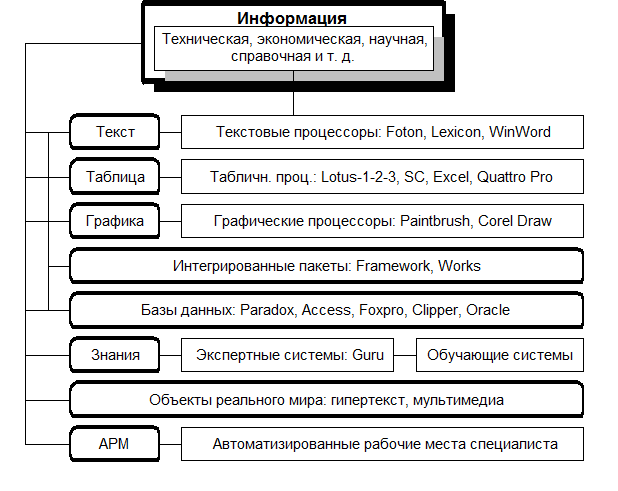 Информация
Техническая, экономическая, научная,
справочная и т. д.
Текст
Текстовые процессоры: Foton, Lexicon, WinWord
Таблица
Табличн. проц.: Lotus-1-2-3, SC, Excel, Quattro Pro
Графика
Графические процессоры: Paintbrush, Corel Draw
Интегрированные пакеты: Framework, Works
Базы данных: Paradox, Access, Foxpro, Clipper, Oracle
Знания
Экспертные системы: Guru
Обучающие системы
Объекты реального мира: гипертекст, мультимедиа
АРМ
Автоматизированные рабочие места специалиста